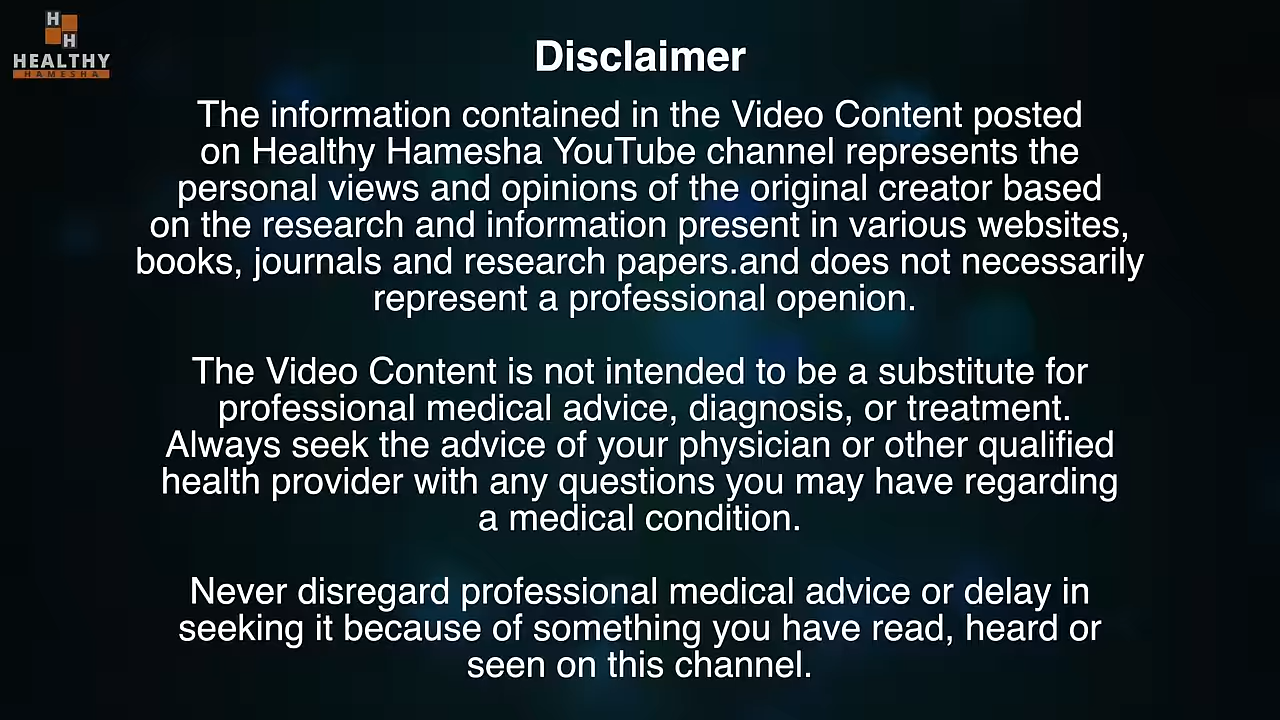 H
H
HEALTHY
HAMESHA
Disclaimer
The information contained in the Video Content posted
on Healthy Hamesha YouTube channel represents the
personal views and opinions of the original creator based
on the research and information present in various websites,
books, journals and research papers.and does not necessarily
represent a professional openion.
The Video Content is not intended to be a substitute for
professional medical advice, diagnosis, or treatment.
Always seek the advice of your physician or other qualified
health provider with any questions you may have regarding
a medical condition.
Never disregard professional medical advice or delay in
seeking it because of something you have read, heard or
seen on this channel.